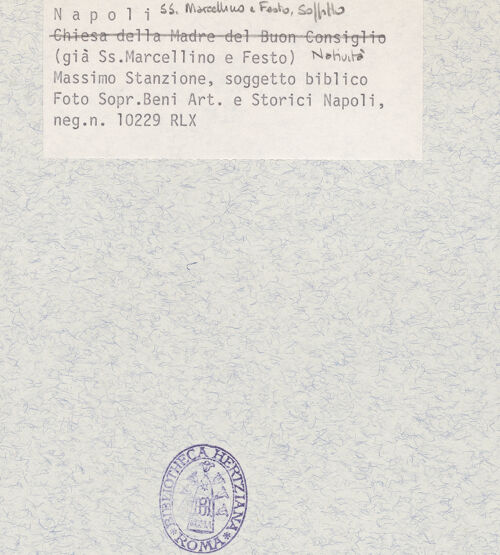 Napoli SS. Marcellino e Festo, Soffitto
Chiesa della Madre del Buon Consiglio
(già Ss.Marcellino e Festo) Natività
Massimo Stanzione, soggetto biblico
Foto Sopr.Beni Art. e Storici Napoli,
neg.n. 10229 RLX
BIBLIOTHECA HERTZIANA
* ROMA *